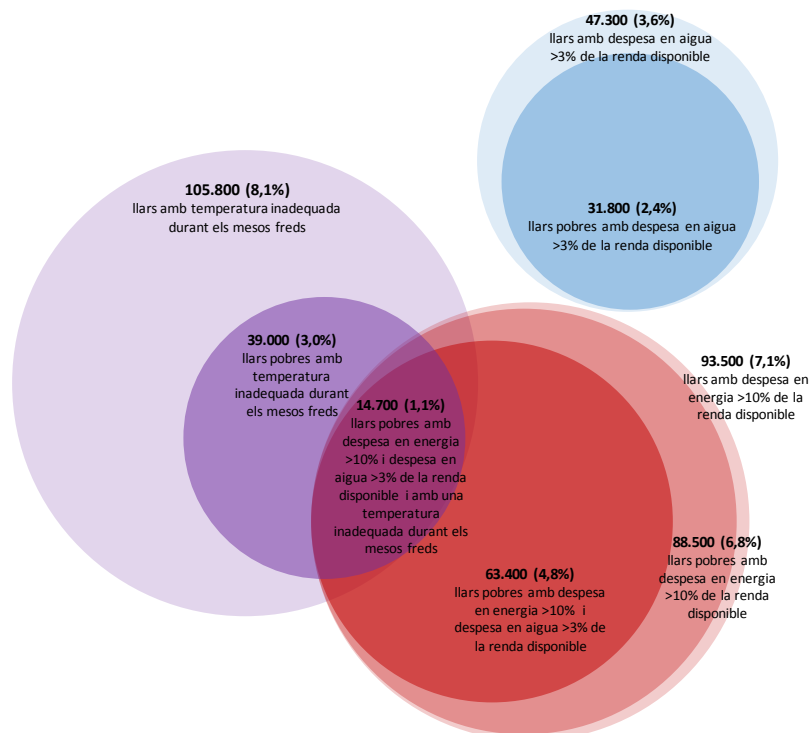 47.300 (3,6%)
llars amb despesa en aigua
>3% de la renda disponible
31.800 (2,4%)
llars pobres amb despesa en aigua
>3% de la renda disponible
105.800 (8,1%)
llars amb temperatura inadequada
durant els mesos freds
39.000 (3,0%)
llars pobres amb
temperatura
inadequada durant
els mesos freds
14.700 (1,1%)
llars pobres amb
despesa en energia
>10% i despesa en
aigua >3% de la renda
disponible i amb una
temperatura
inadequada durant els
mesos freds
93.500 (7,1%)
llars amb despesa en
energia >10% de la
renda disponible
88.500 (6,8%)
llars pobres amb
despesa en energia
>10% de la renda
disponible
63.400 (4,8%)
llars pobres amb despesa
en energia >10% i
despesa en aigua >3% de
la renda disponible